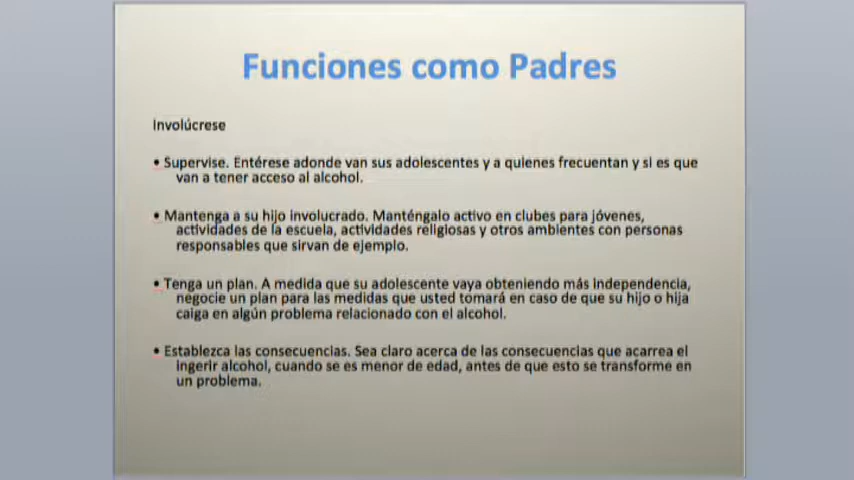 Funciones como Padres
Involúcrese
• Supervise. Entérese adonde van sus adolescentes y a quienes frecuentan y si es que
van a tener acceso al alcohol.
• Mantenga a su hijo involucrado. Manténgalo activo en clubes para jóvenes,
actividades de la escuela, actividades religiosas y otros ambientes con personas
responsables que sirvan de ejemplo.
• Tenga un plan. A medida que su adolescente vaya obteniendo más independencia,
negocie un plan para las medidas que usted tomará en caso de que su hijo o hija
caiga en algún problema relacionado con el alcohol.
• Establezca las consecuencias. Sea claro acerca de las consecuencias que acarrea el
ingerir alcohol, cuando se es menor de edad, antes de que esto se transforme en
un problema.